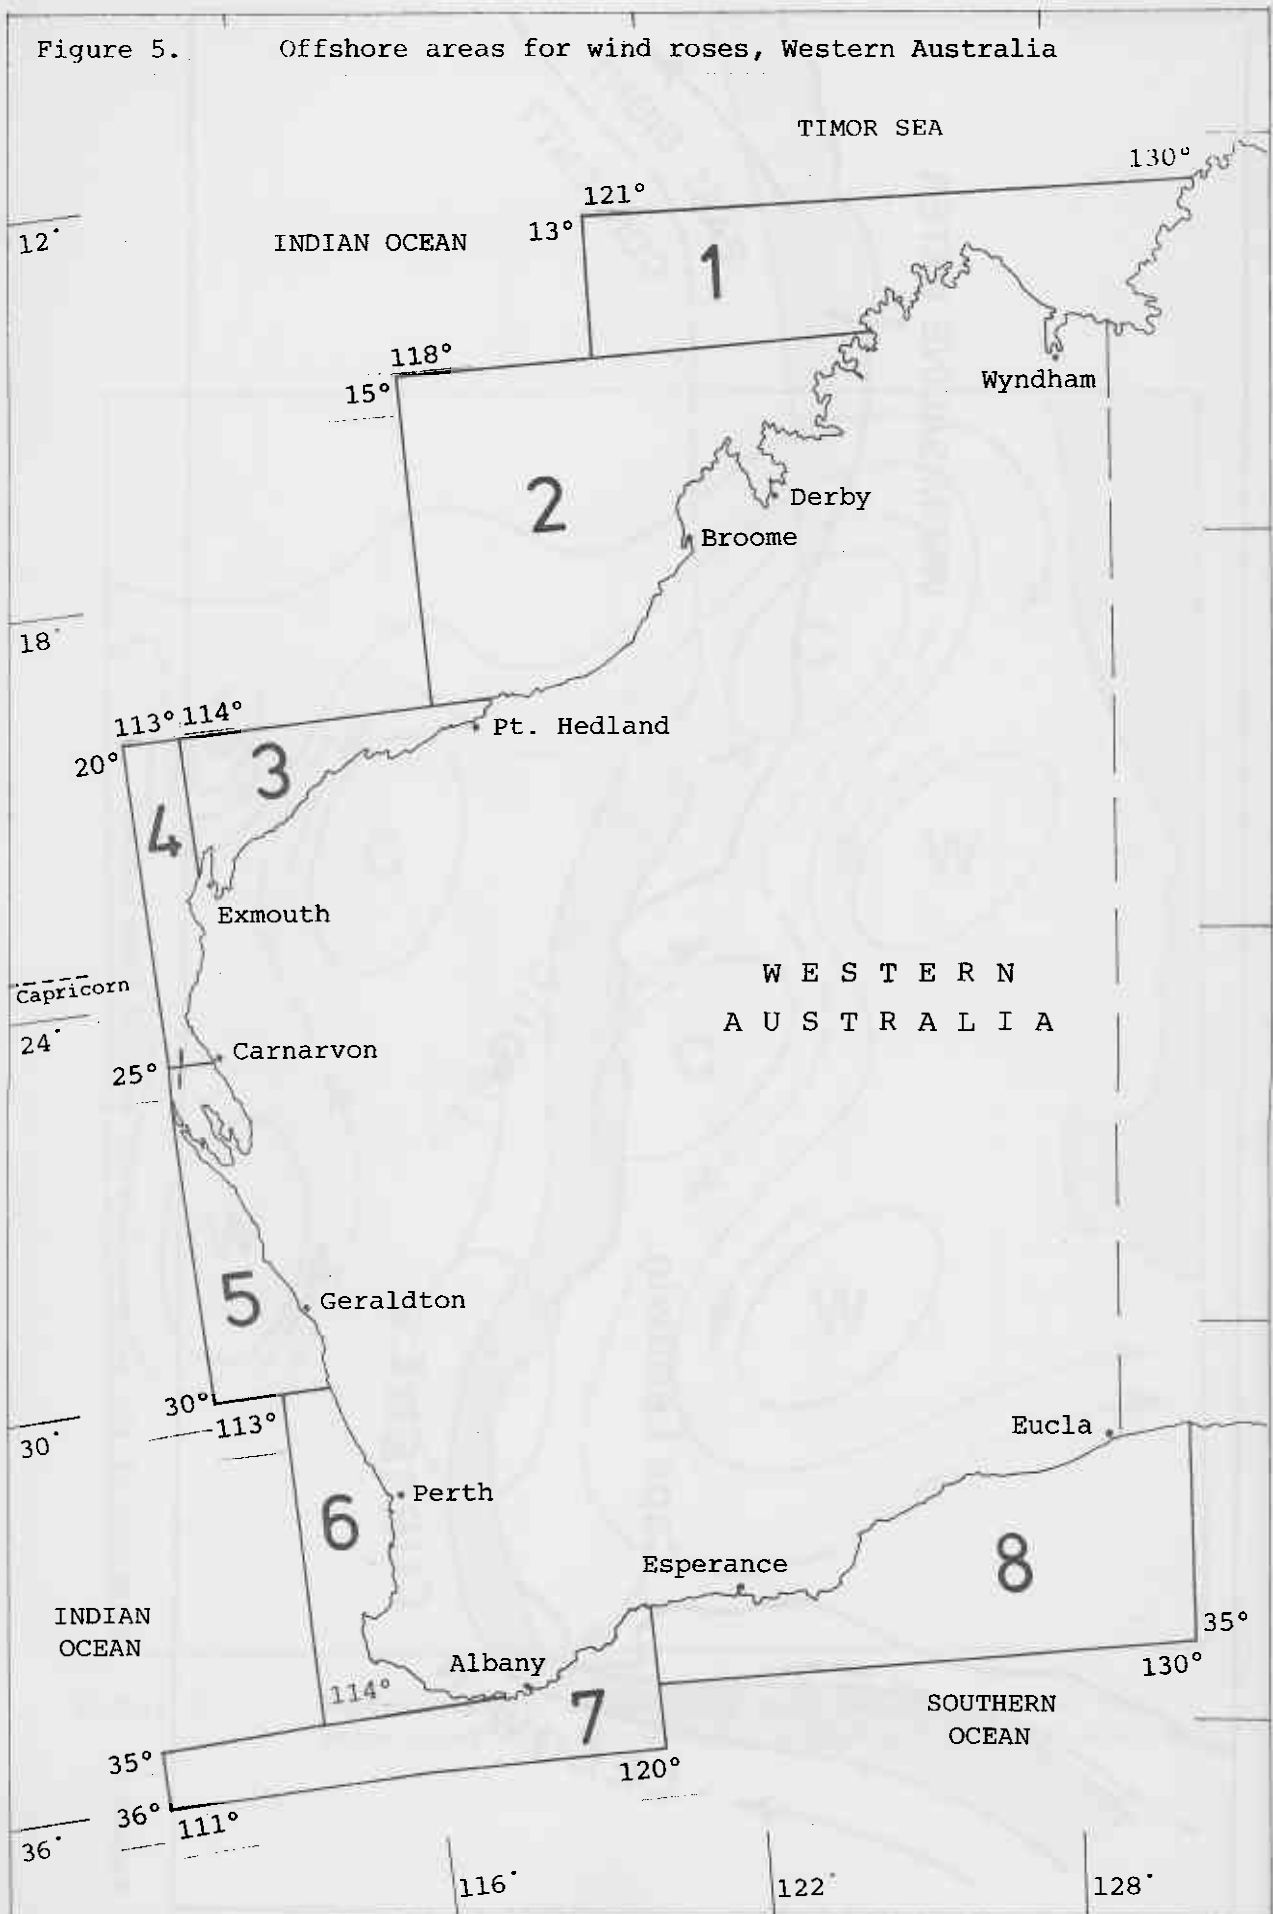 Figure 5. Offshore areas for wind roses, Western Australia
TIMOR SEA
130°
121°
12°
INDIAN OCEAN
13°
1
118°
15°
Wyndham
2
Derby
Broome
18°
113° 114°
Pt. Hedland
20°
3
4
Exmouth
WESTERN
Capricorn
AUSTRALIA
24°
Carnarvon
25°
5
Geraldton
30°
113°
Eucla
30°
Perth
6
Esperance
8
INDIAN
OCEAN
35°
Albany
130°
114°
7
SOUTHERN
OCEAN
35°
120°
36°
111°
36°
116°
122°
128°